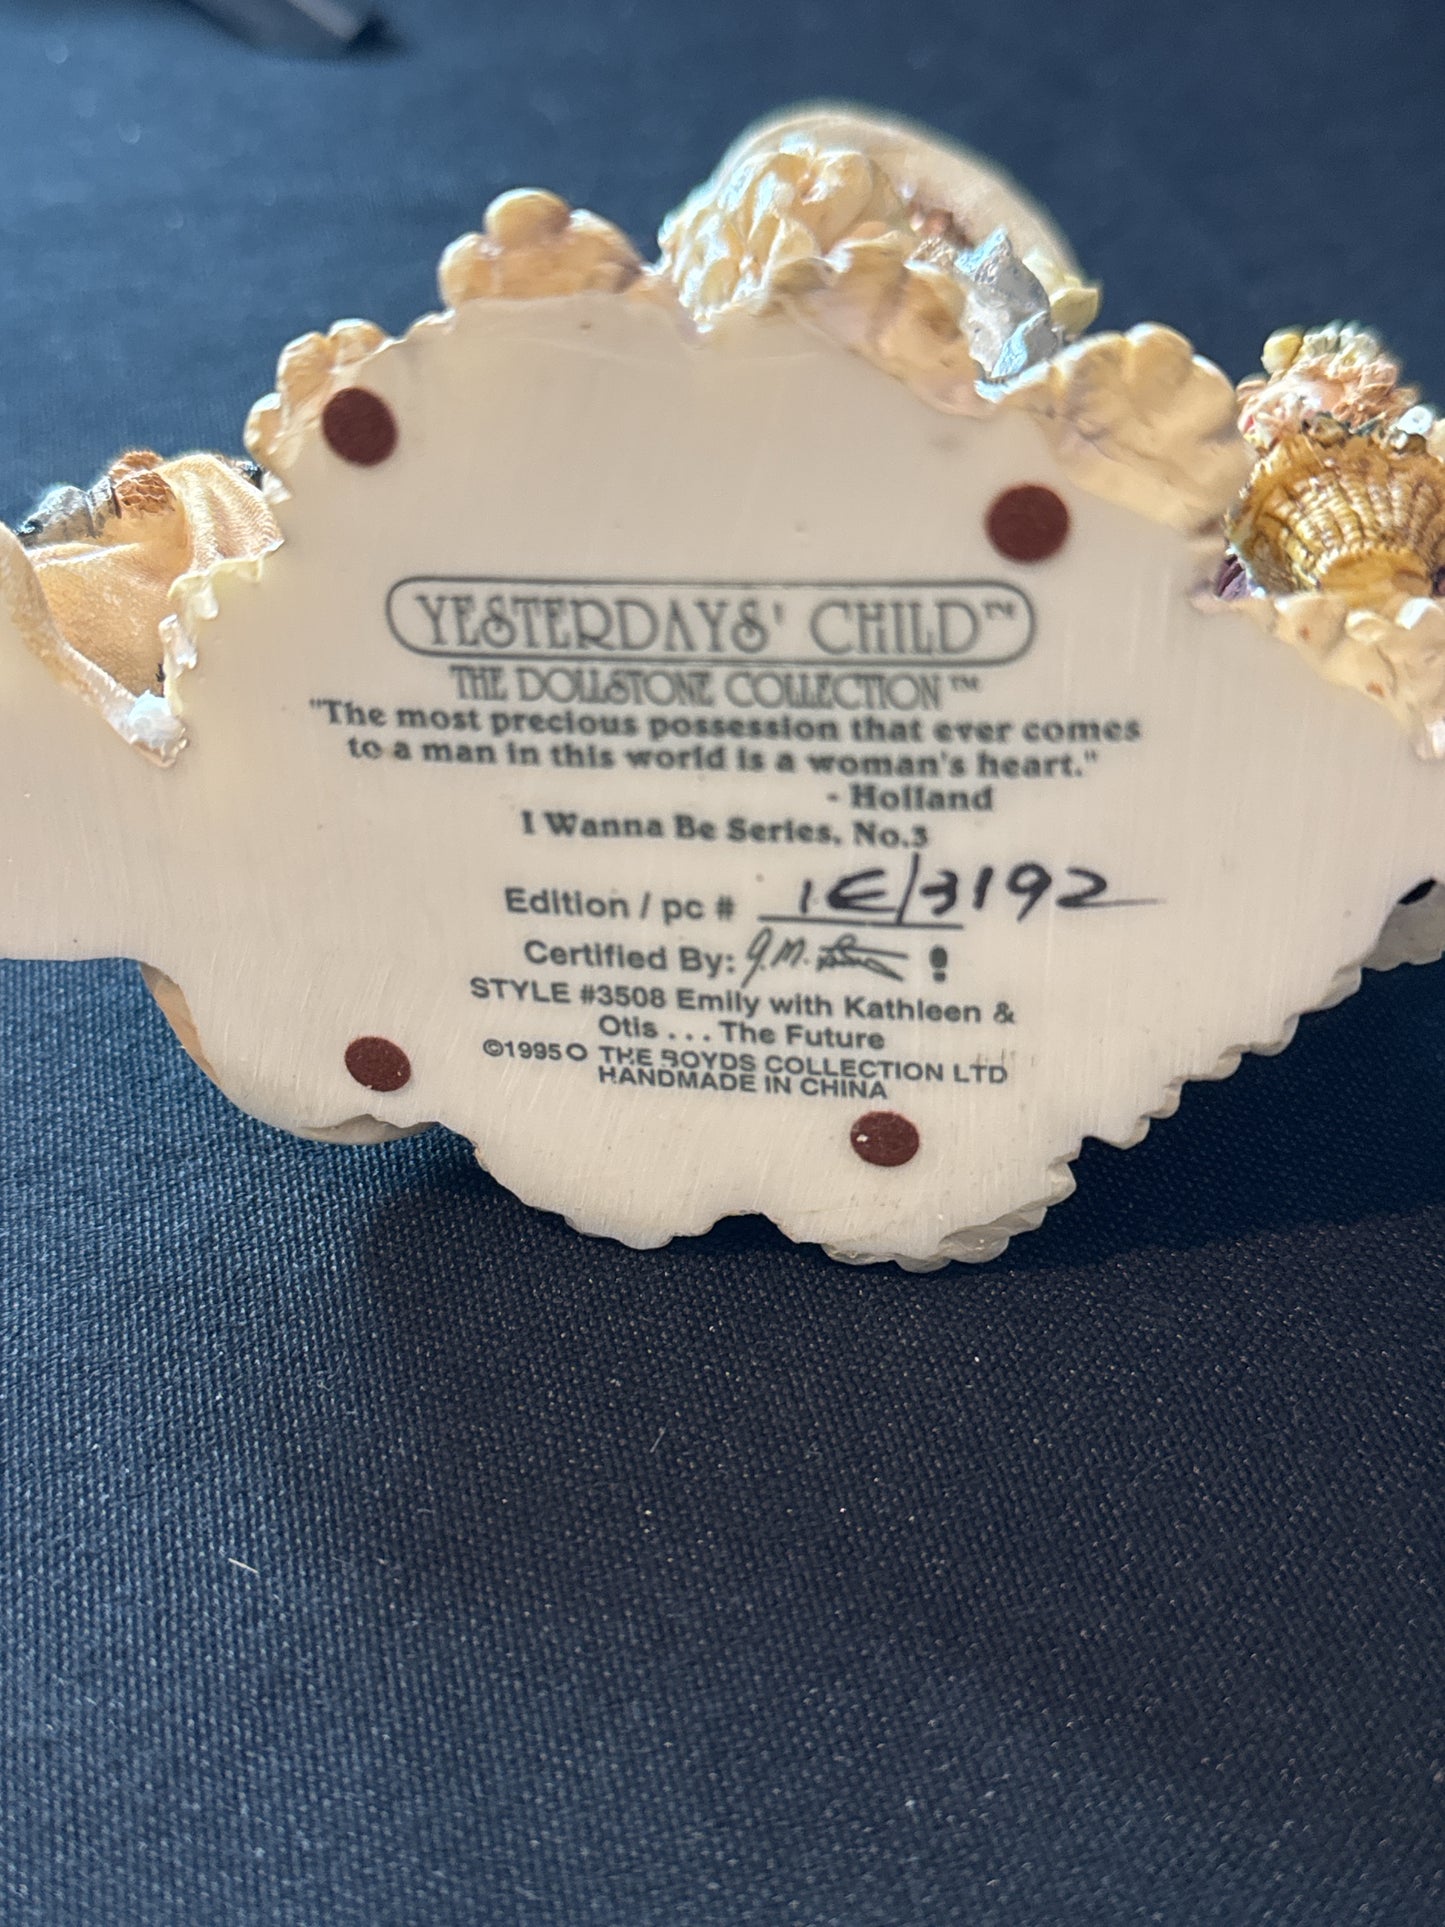 YESTERDAYS' CHILD™
THE DOLLSTONE COLLECTION™
"The most precious possession that ever comes
to a man in this world is a woman's heart."
- Holland
I Wanna Be Series, No.3
Edition / pc # 1E/3192
Certified By: J.M. !
STYLE #3508 Emily with Kathleen &
Otis . . . The Future
©1995 THE BOYDS COLLECTION LTD
HANDMADE IN CHINA